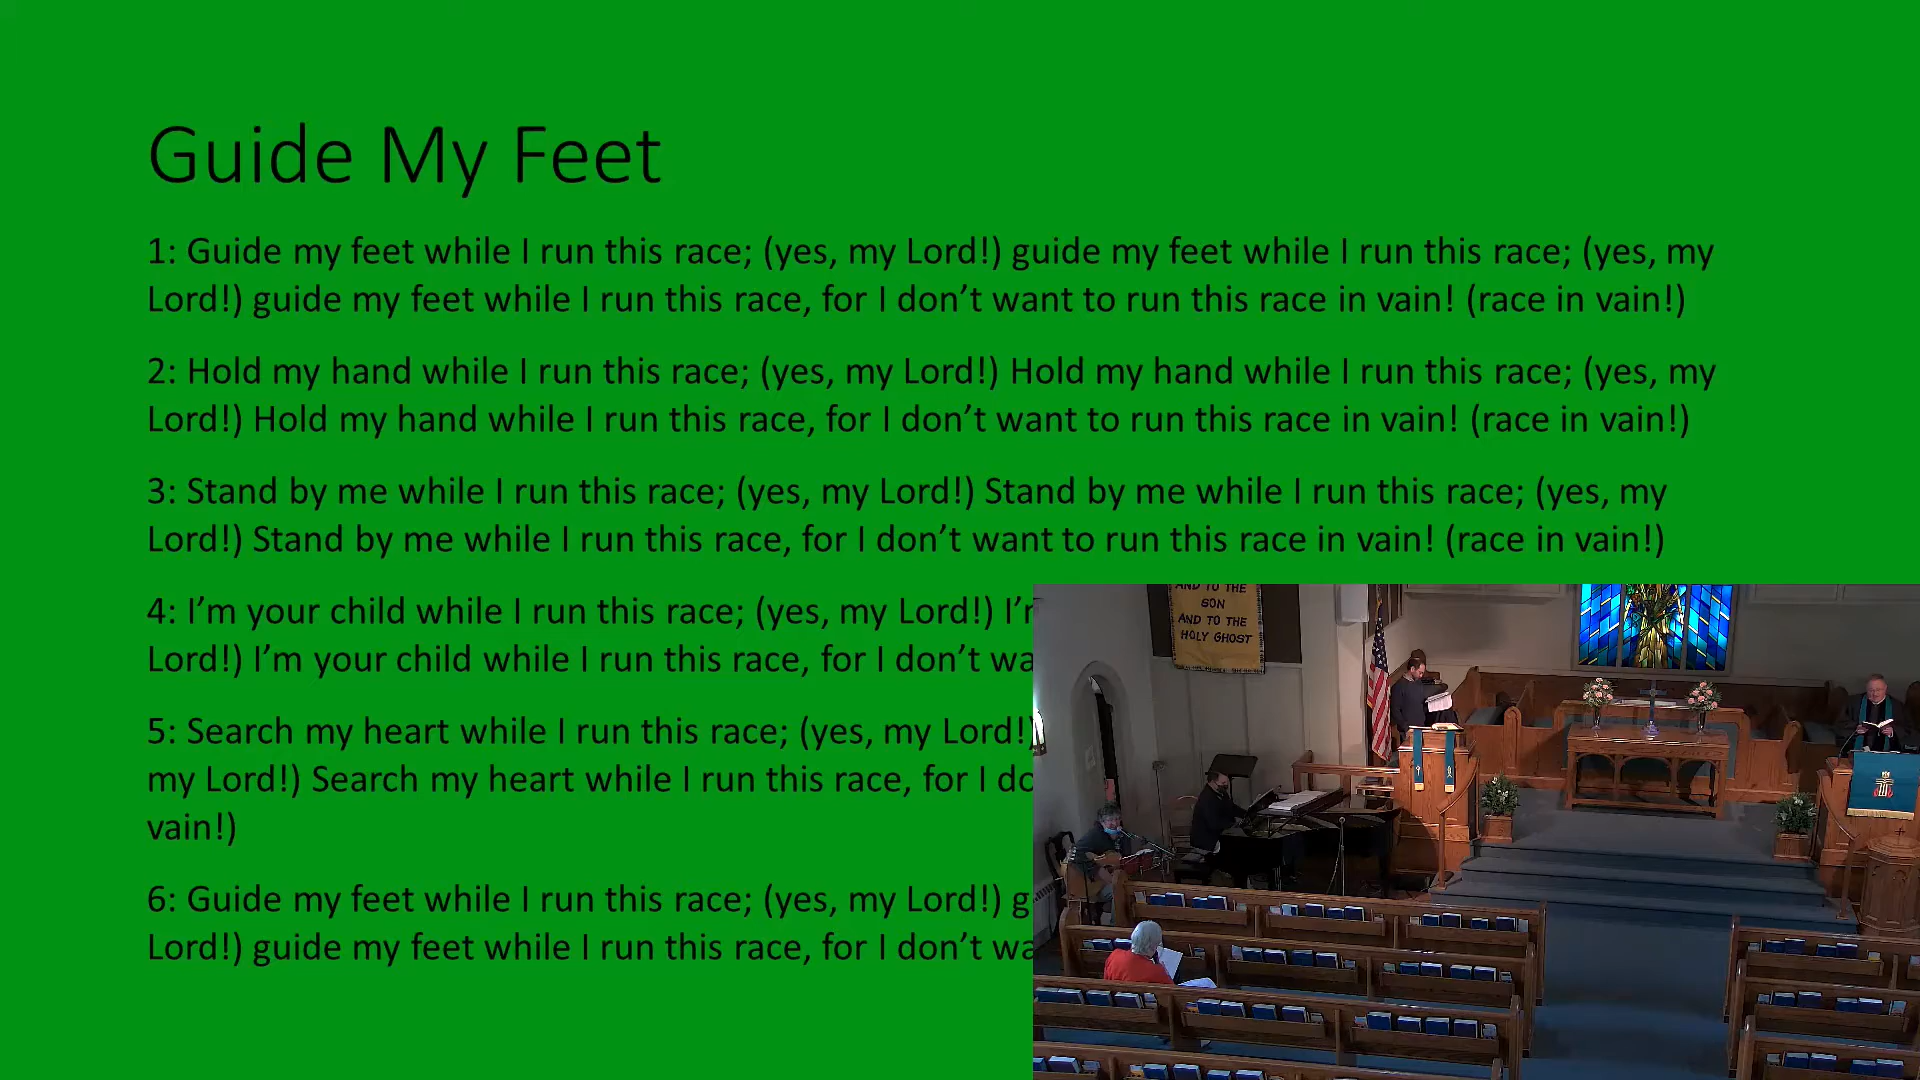 Guide My Feet
1: Guide my feet while I run this race; (yes, my Lord!) guide my feet while I run this race; (yes, my
Lord!) guide my feet while I run this race, for I don’t want to run this race in vain! (race in vain!)
2: Hold my hand while I run this race; (yes, my Lord!) Hold my hand while I run this race; (yes, my
Lord!) Hold my hand while I run this race, for I don’t want to run this race in vain! (race in vain!)
3: Stand by me while I run this race; (yes, my Lord!) Stand by me while I run this race; (yes, my
Lord!) Stand by me while I run this race, for I don’t want to run this race in vain! (race in vain!)
4: I’m your child while I run this race; (yes, my Lord!)
Lord!) I’m your child while I run this race, for I don’t
5: Search my heart while I run this race; (yes, my Lord!)
my Lord!) Search my heart while I run this race, for I
vain!)
6: Guide my feet while I run this race; (yes, my Lord!)
Lord!) guide my feet while I run this race, for I don’t
AND TO THE
SON
AND TO THE
HOLY GHOST